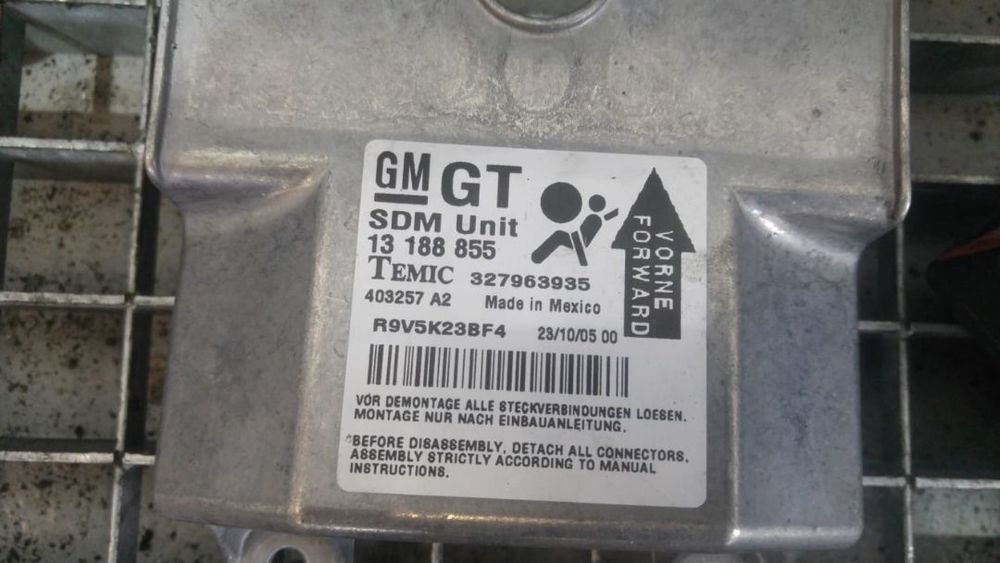 GM GT
SDM Unit
13 188 855
TEMIC 327963935
403257 A2 Made in Mexico
R9V5K23BF4 23/10/05 00
VORNE
FORWARD
VOR DEMONTAGE ALLE STECKVERBINDUNGEN LOESEN.
MONTAGE NUR NACH EINBAUANLEITUNG.
BEFORE DISASSEMBLY, DETACH ALL CONNECTORS.
ASSEMBLY STRICTLY ACCORDING TO MANUAL
INSTRUCTIONS.